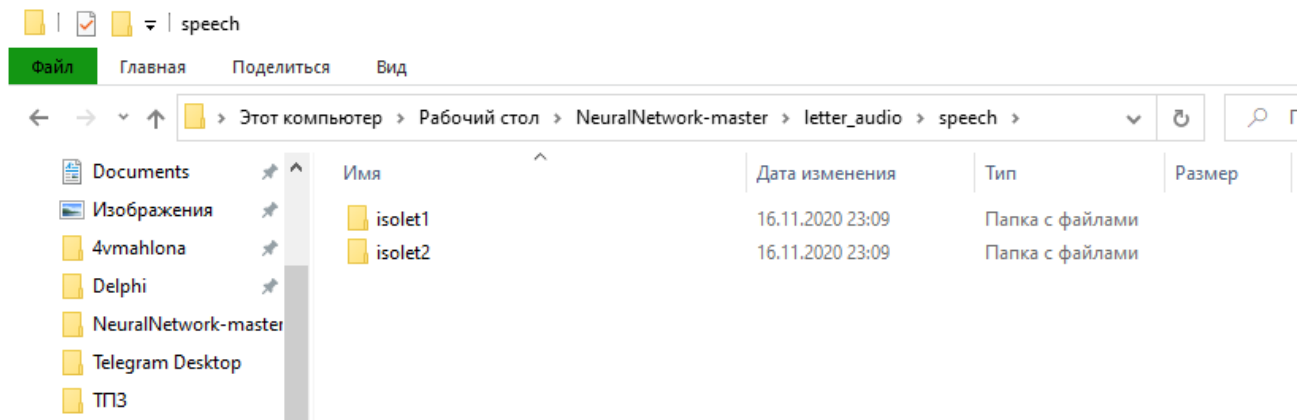 speech
Файл Главная Поделиться Вид
Этот компьютер › Рабочий стол › NeuralNetwork-master › letter_audio › speech ›
Имя Дата изменения Тип Размер
Documents
Изображения
4vmahlona
Delphi
NeuralNetwork-master
Telegram Desktop
ТПЗ
isolet1 16.11.2020 23:09 Папка с файлами
isolet2 16.11.2020 23:09 Папка с файлами